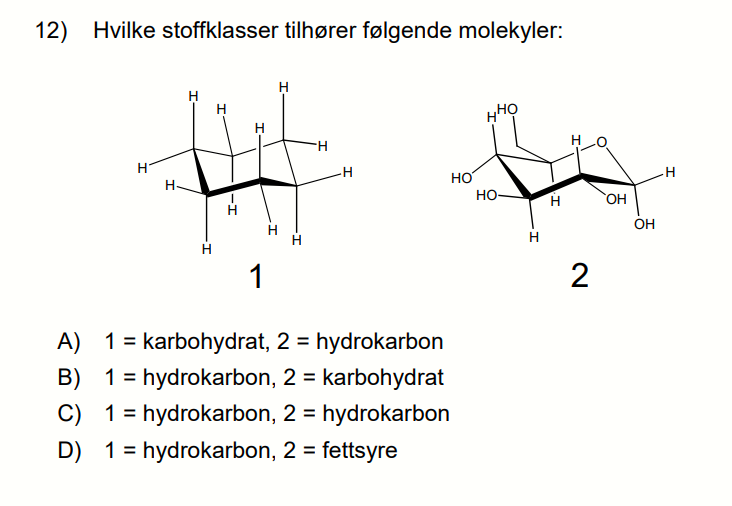 12) Hvilke stoffklasser tilhører følgende molekyler:
H
H
H
H
H
H
H
H
H
H
H
H
1
HO
H
H
O
H
HO
HO
H
OH
OH
H
2
A) 1 = karbohydrat, 2 = hydrokarbon
B) 1 = hydrokarbon, 2 = karbohydrat
C) 1 = hydrokarbon, 2 = hydrokarbon
D) 1 = hydrokarbon, 2 = fettsyre